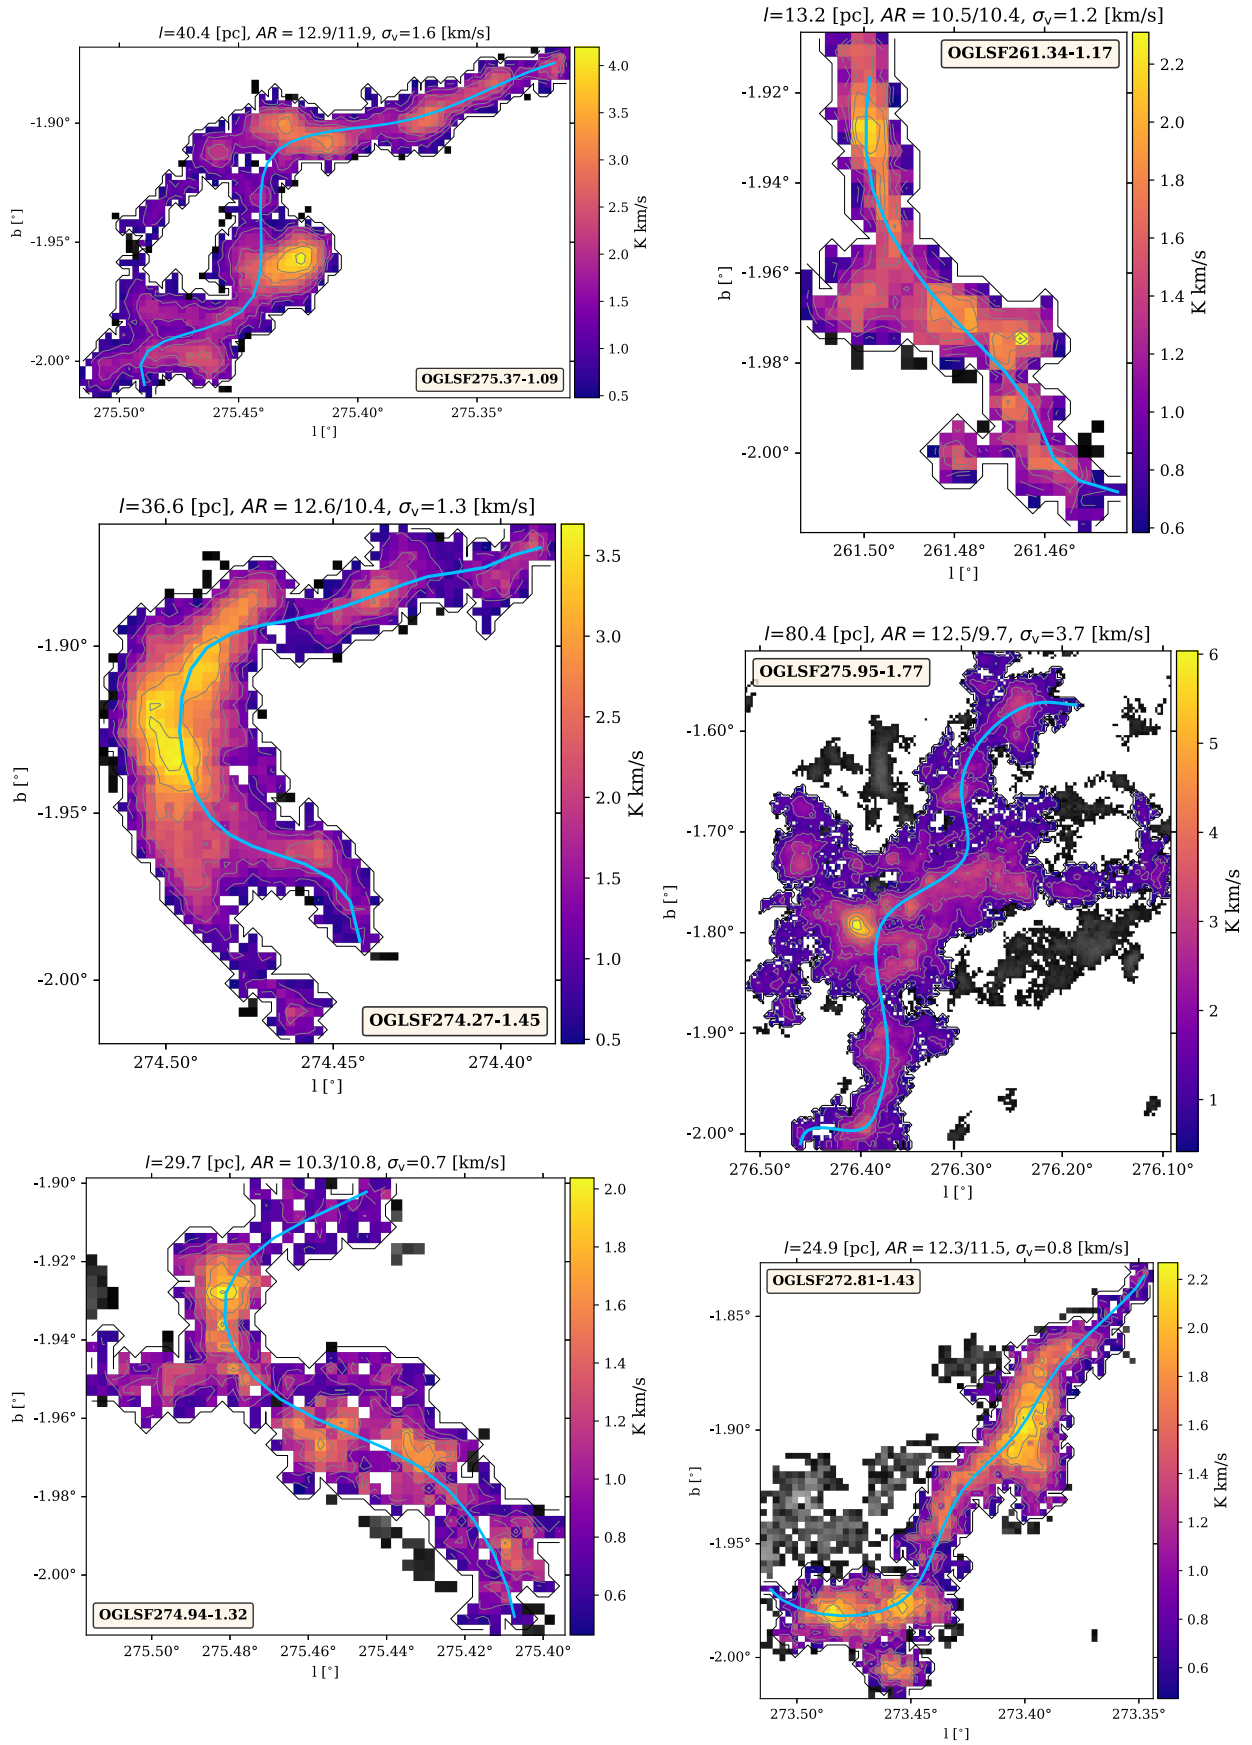 l=40.4 [pc], AR = 12.9/11.9, σᵥ=1.6 [km/s]
-1.90°
-1.95°
-2.00°
b [°]
OGLSF275.37-1.09
275.50° 275.45° 275.40° 275.35°
l [°]
4.0
3.5
3.0
2.5
2.0
1.5
1.0
0.5
K km/s
l=13.2 [pc], AR = 10.5/10.4, σᵥ=1.2 [km/s]
OGLSF261.34-1.17
-1.92°
-1.94°
-1.96°
-1.98°
-2.00°
b [°]
261.50° 261.48° 261.46°
l [°]
2.2
2.0
1.8
1.6
1.4
1.2
1.0
0.8
0.6
K km/s
l=36.6 [pc], AR = 12.6/10.4, σᵥ=1.3 [km/s]
-1.90°
-1.95°
-2.00°
b [°]
OGLSF274.27-1.45
274.50° 274.45° 274.40°
l [°]
3.5
3.0
2.5
2.0
1.5
1.0
0.5
K km/s
l=80.4 [pc], AR = 12.5/9.7, σᵥ=3.7 [km/s]
OGLSF275.95-1.77
-1.60°
-1.70°
-1.80°
-1.90°
-2.00°
b [°]
276.50° 276.40° 276.30° 276.20° 276.10°
l [°]
6
5
4
3
2
1
K km/s
l=29.7 [pc], AR = 10.3/10.8, σᵥ=0.7 [km/s]
-1.90°
-1.92°
-1.94°
-1.96°
-1.98°
-2.00°
b [°]
OGLSF274.94-1.32
275.50° 275.48° 275.46° 275.44° 275.42° 275.40°
l [°]
2.0
1.8
1.6
1.4
1.2
1.0
0.8
0.6
K km/s
l=24.9 [pc], AR = 12.3/11.5, σᵥ=0.8 [km/s]
OGLSF272.81-1.43
-1.85°
-1.90°
-1.95°
-2.00°
b [°]
273.50° 273.45° 273.40° 273.35°
l [°]
2.2
2.0
1.8
1.6
1.4
1.2
1.0
0.8
0.6
K km/s